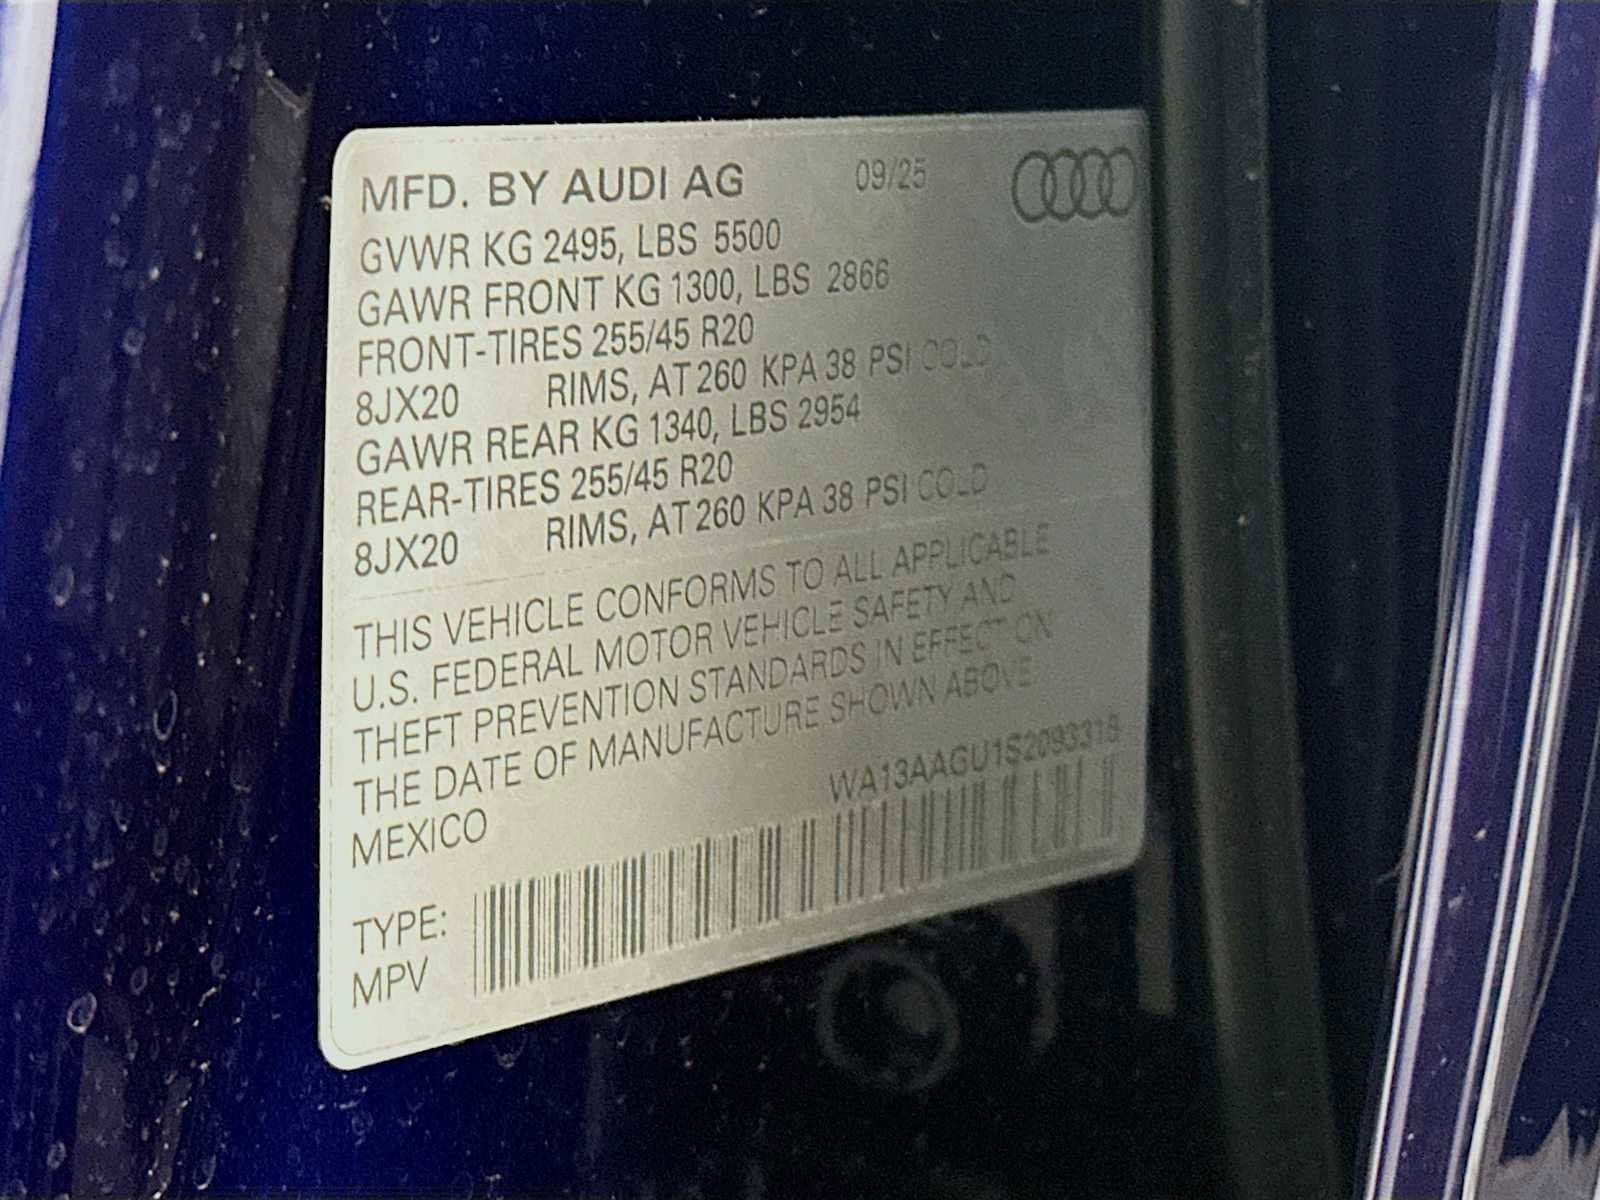 MFD. BY AUDI AG 09/25
GVWR KG 2495, LBS 5500
GAWR FRONT KG 1300, LBS 2866
FRONT-TIRES 255/45 R20
8JX20 RIMS, AT 260 KPA 38 PSI COLD
GAWR REAR KG 1340, LBS 2954
REAR-TIRES 255/45 R20
8JX20 RIMS, AT 260 KPA 38 PSI COLD
THIS VEHICLE CONFORMS TO ALL APPLICABLE
U.S. FEDERAL MOTOR VEHICLE SAFETY AND
THEFT PREVENTION STANDARDS IN EFFECT ON
THE DATE OF MANUFACTURE SHOWN ABOVE
MEXICO WA13AAGU1S2093315
TYPE:
MPV